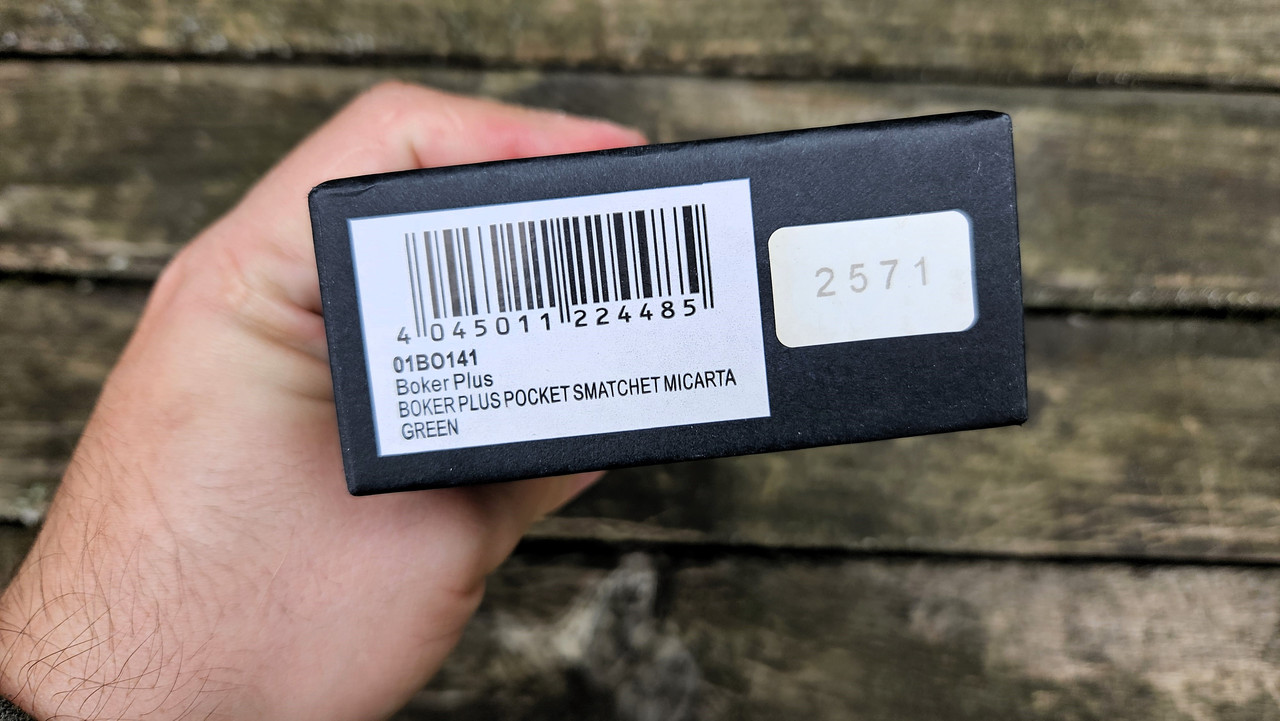 4 045011 224485
01BO141
Boker Plus
BOKER PLUS POCKET SMATCHET MICARTA
GREEN
2571